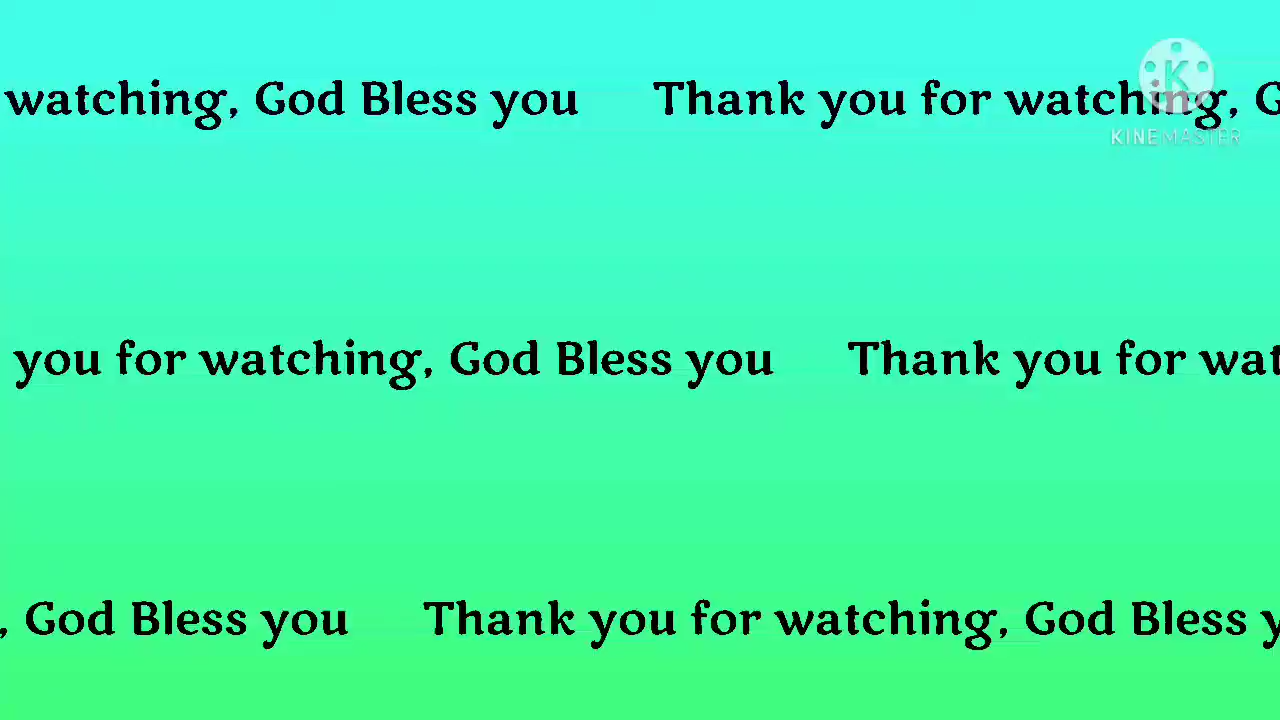 watching, God Bless you Thank you for watching, G
KINEMASTER
you for watching, God Bless you Thank you for wat
, God Bless you Thank you for watching, God Bless y